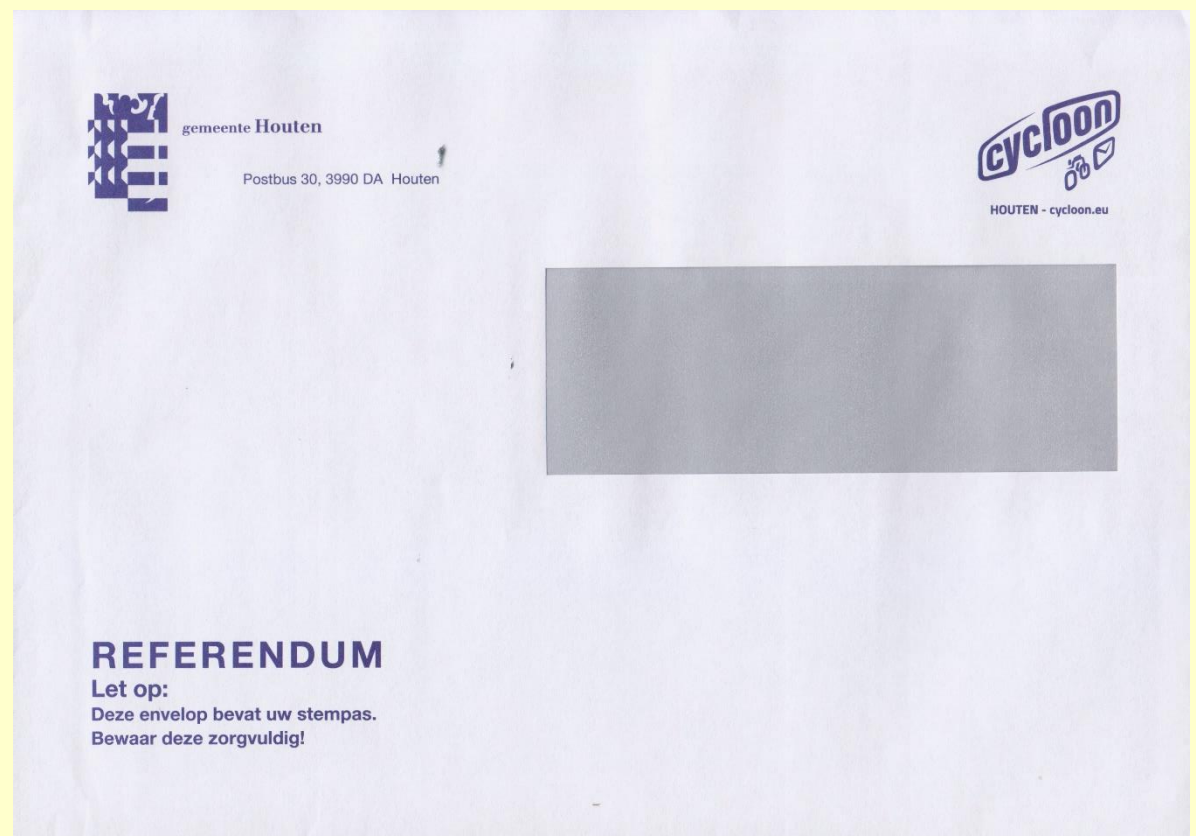 gemeente Houten
Postbus 30, 3990 DA Houten
cycloon
HOUTEN - cycloon.eu
REFERENDUM
Let op:
Deze envelop bevat uw stempas.
Bewaar deze zorgvuldig!